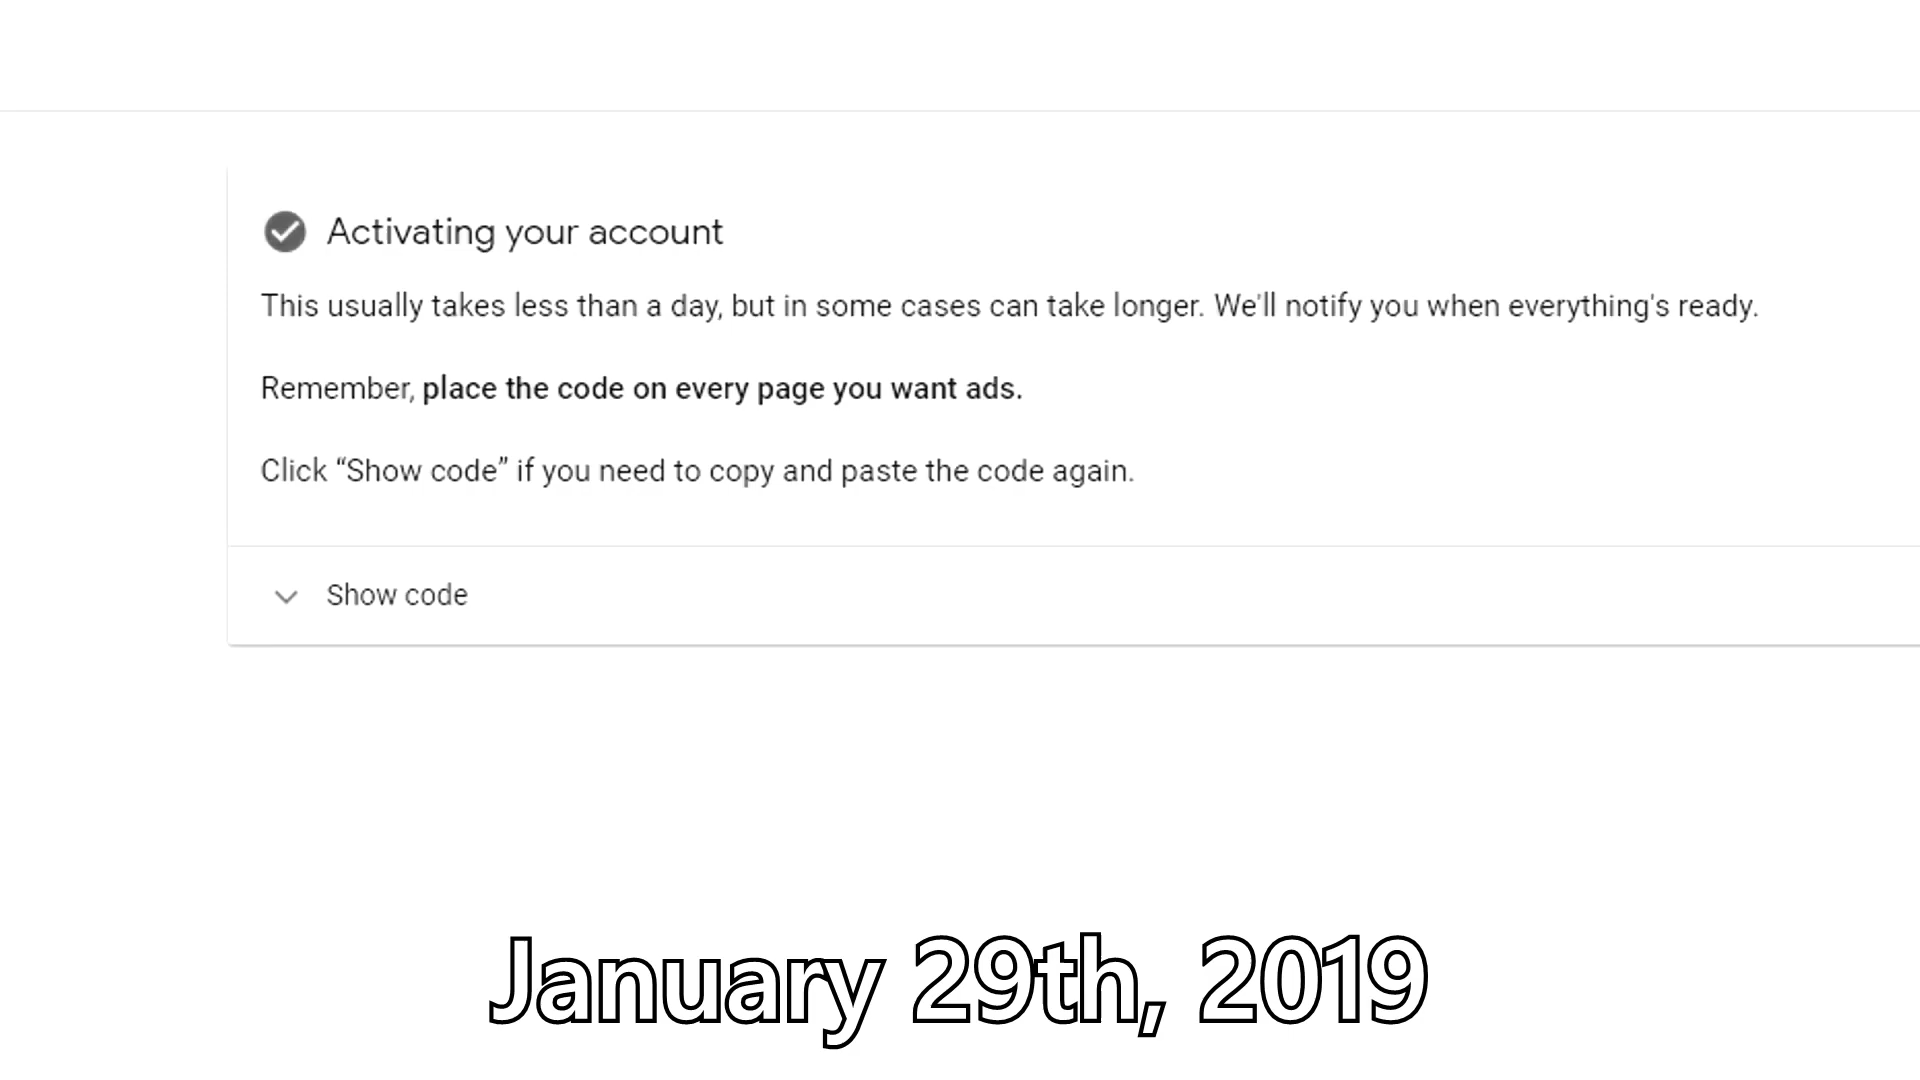 Activating your account
This usually takes less than a day, but in some cases can take longer. We'll notify you when everything's ready.
Remember, place the code on every page you want ads.
Click “Show code” if you need to copy and paste the code again.
Show code
January 29th, 2019